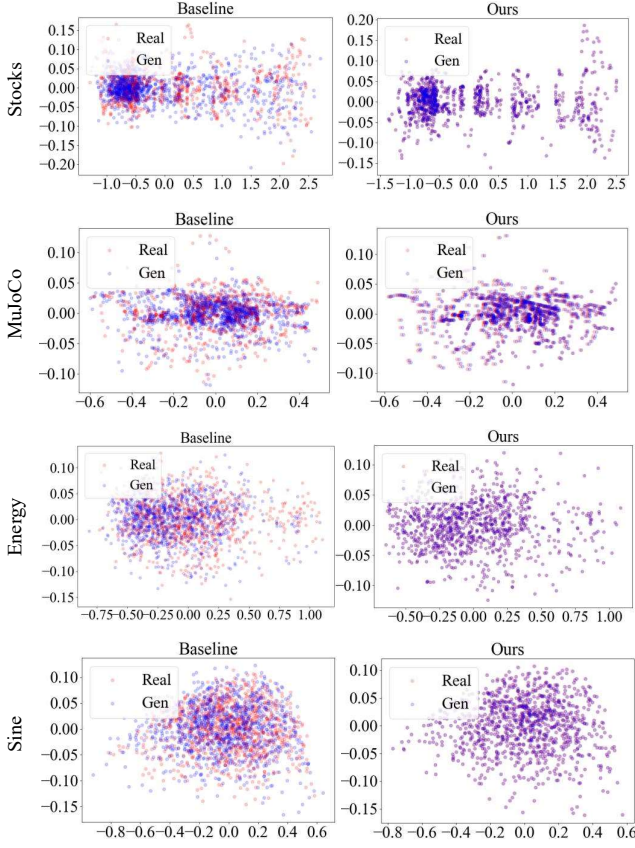 Baseline
Ours
Stocks
Real
Gen
0.15
0.10
0.05
0.00
−0.05
−0.10
−0.15
−0.20
−1.0 −0.5 0.0 0.5 1.0 1.5 2.0 2.5
Real
Gen
0.20
0.15
0.10
0.05
0.00
−0.05
−0.10
−0.15
−1.5 −1.0 −0.5 0.0 0.5 1.0 1.5 2.0 2.5
Baseline
Ours
MuJoCo
Real
Gen
0.10
0.05
0.00
−0.05
−0.10
−0.6 −0.4 −0.2 0.0 0.2 0.4
Real
Gen
0.10
0.05
0.00
−0.05
−0.10
−0.6 −0.4 −0.2 0.0 0.2 0.4
Baseline
Ours
Energy
Real
Gen
0.10
0.05
0.00
−0.05
−0.10
−0.15
−0.75 −0.50 −0.25 0.00 0.25 0.50 0.75 1.00
Real
Gen
0.10
0.05
0.00
−0.05
−0.10
−0.50 −0.25 0.00 0.25 0.50 0.75 1.00
Baseline
Ours
Sine
Real
Gen
0.10
0.05
0.00
−0.05
−0.10
−0.15
−0.8 −0.6 −0.4 −0.2 0.0 0.2 0.4 0.6
Real
Gen
0.10
0.05
0.00
−0.05
−0.10
−0.15
−0.8 −0.6 −0.4 −0.2 0.0 0.2 0.4 0.6